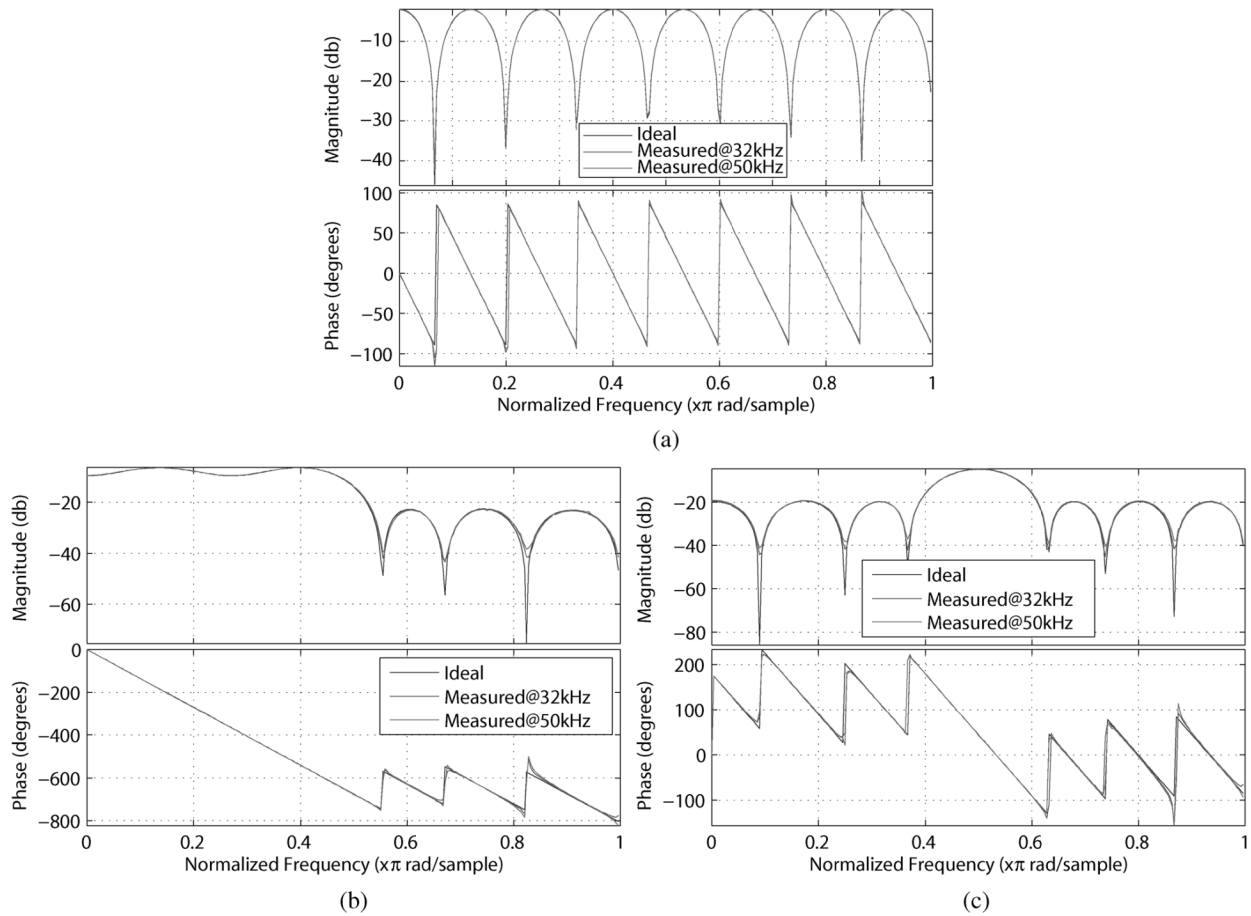 −10
−20
−30
−40
Magnitude (db)
Ideal
Measured@32kHz
Measured@50kHz
100
50
0
−50
−100
Phase (degrees)
0 0.2 0.4 0.6 0.8 1
Normalized Frequency (xπ rad/sample)
(a)
−20
−40
−60
Magnitude (db)
0
−200
−400
−600
−800
Phase (degrees)
Ideal
Measured@32kHz
Measured@50kHz
0 0.2 0.4 0.6 0.8 1
Normalized Frequency (xπ rad/sample)
(b)
−20
−40
−60
−80
Magnitude (db)
Ideal
Measured@32kHz
Measured@50kHz
200
100
0
−100
Phase (degrees)
0 0.2 0.4 0.6 0.8 1
Normalized Frequency (xπ rad/sample)
(c)